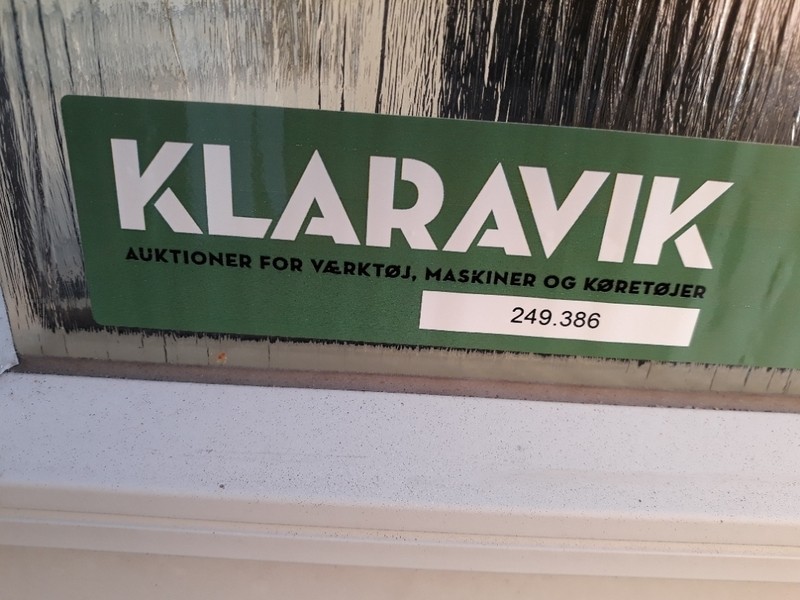 KLARAVIK
AUKTIONER FOR VÆRKTØJ, MASKINER OG KØRETØJER
249.386